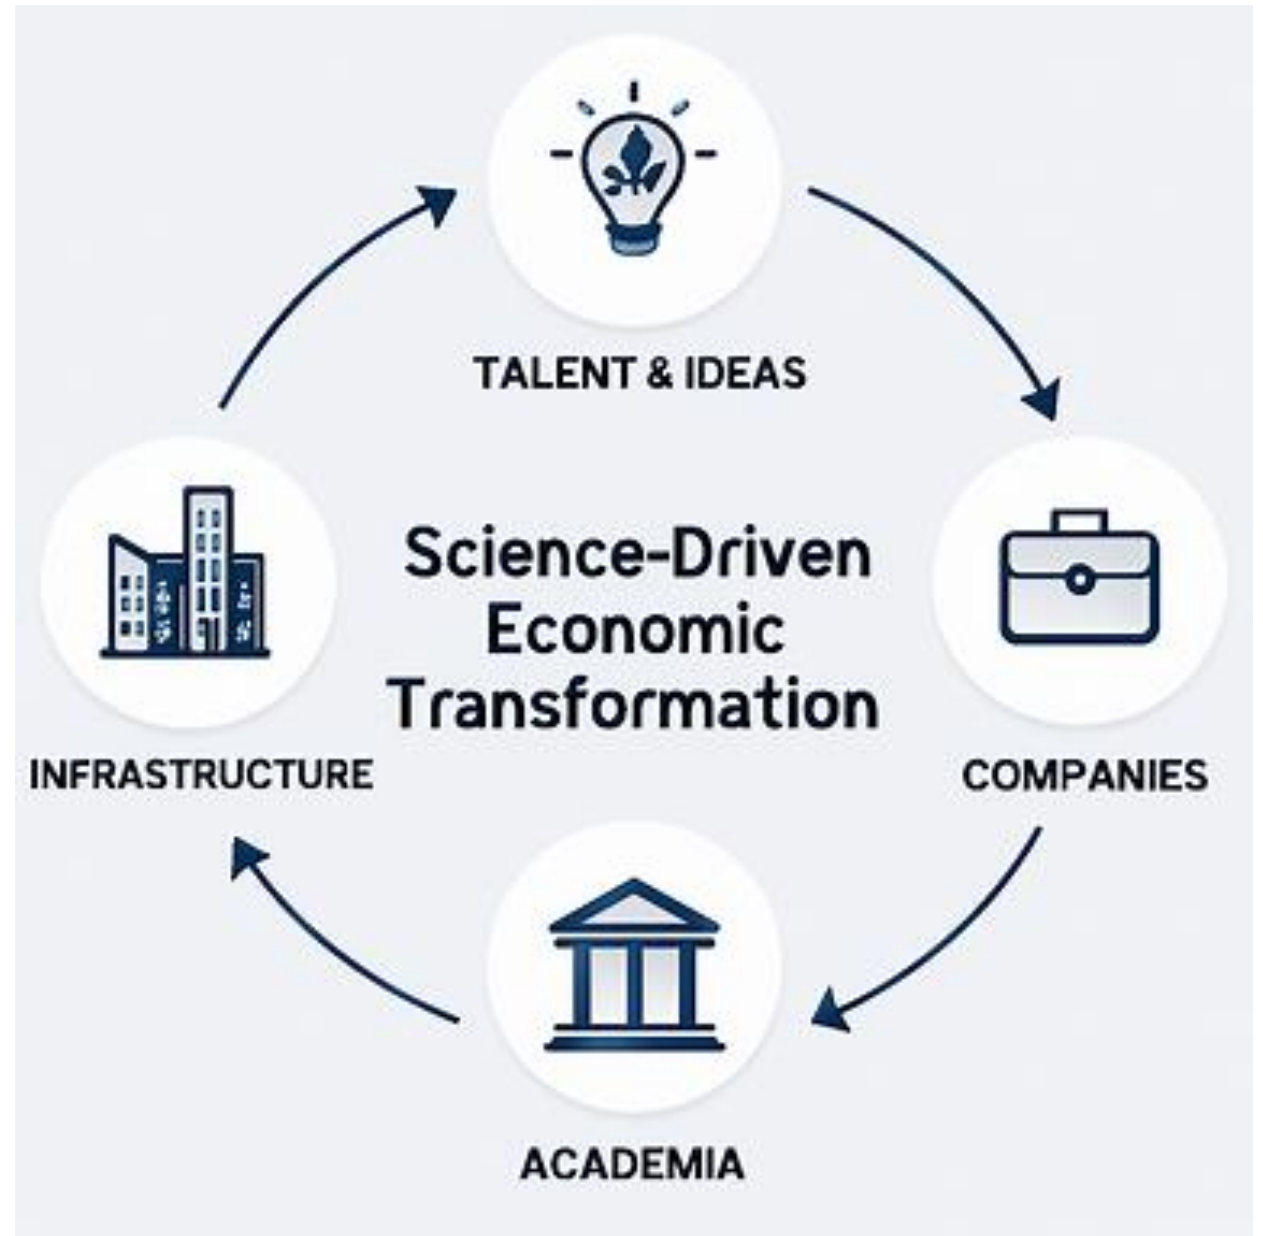 TALENT & IDEAS
Science-Driven
Economic
Transformation
INFRASTRUCTURE
COMPANIES
ACADEMIA